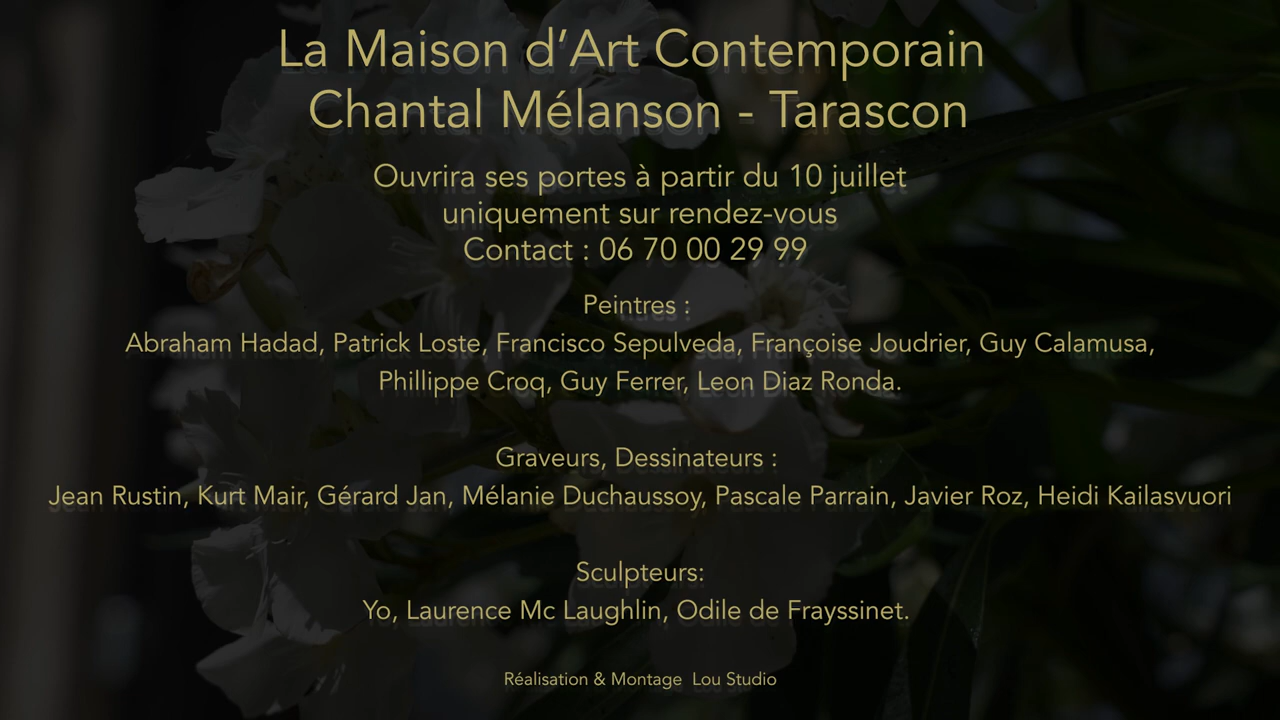 La Maison d’Art Contemporain
Chantal Mélanson - Tarascon
Ouvrira ses portes à partir du 10 juillet
uniquement sur rendez-vous
Contact : 06 70 00 29 99
Peintres :
Abraham Hadad, Patrick Loste, Francisco Sepulveda, Françoise Joudrier, Guy Calamusa,
Phillippe Croq, Guy Ferrer, Leon Diaz Ronda.
Graveurs, Dessinateurs :
Jean Rustin, Kurt Mair, Gérard Jan, Mélanie Duchaussoy, Pascale Parrain, Javier Roz, Heidi Kailasvuori
Sculpteurs:
Yo, Laurence Mc Laughlin, Odile de Frayssinet.
Réalisation & Montage  Lou Studio